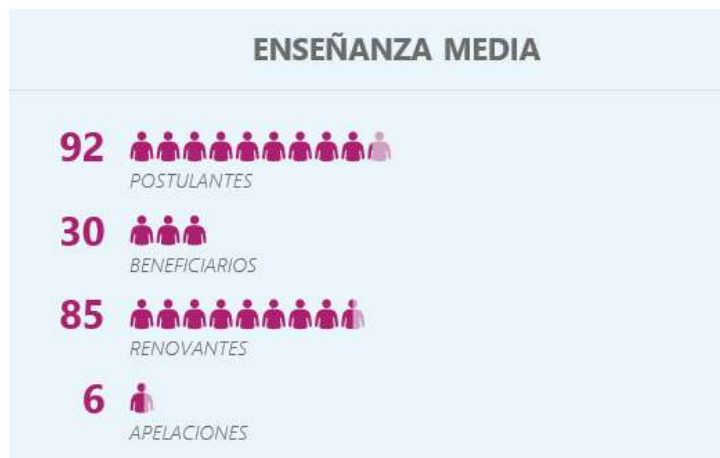 ENSEÑANZA MEDIA
92
POSTULANTES
30
BENEFICIARIOS
85
RENOVANTES
6
APELACIONES